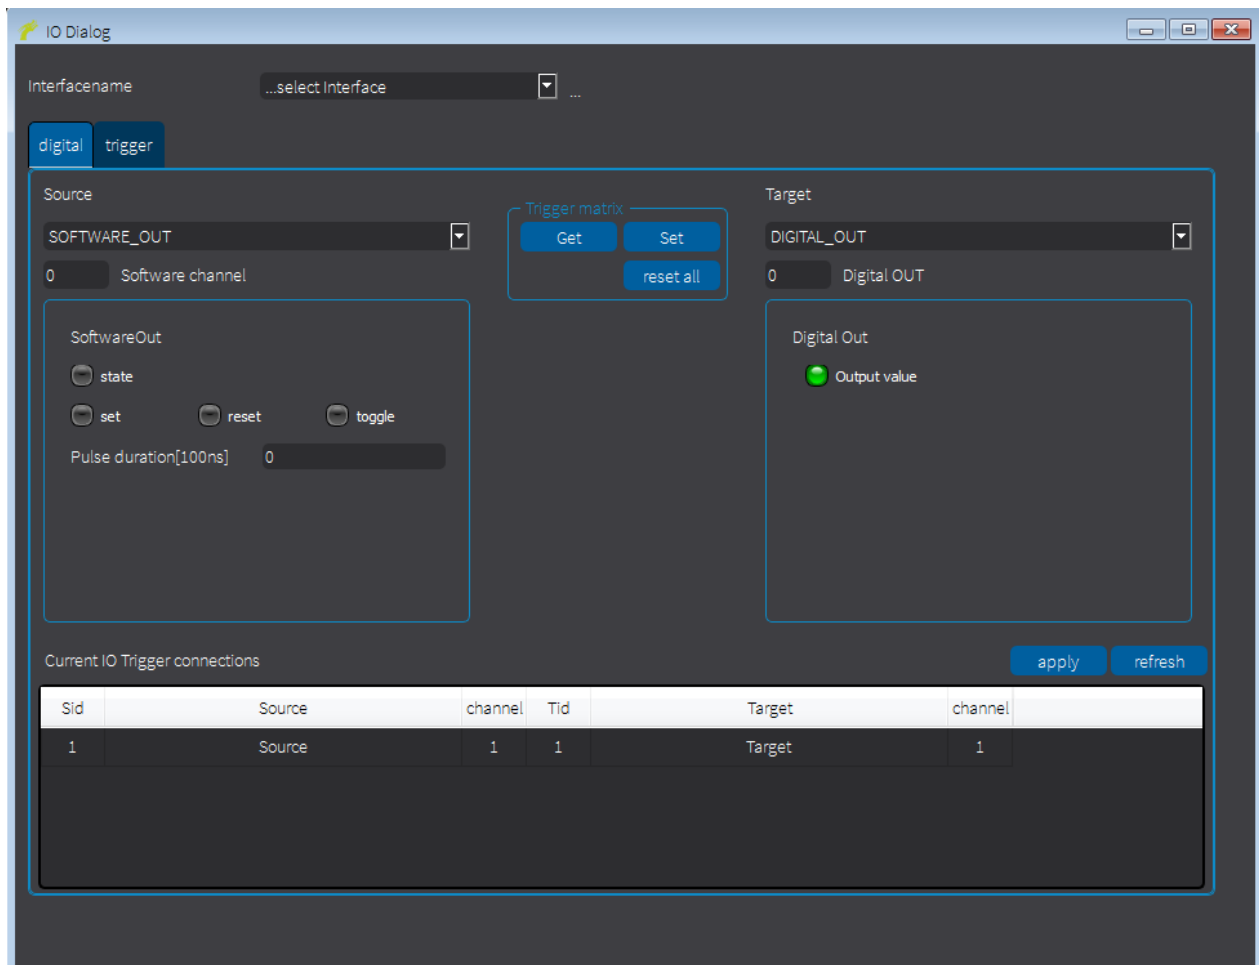 IO Dialog
Interfacename ...select Interface ...
digital trigger
Source Target
Trigger matrix
SOFTWARE_OUT Get Set DIGITAL_OUT
0 Software channel reset all 0 Digital OUT
SoftwareOut Digital Out
state Output value
set reset toggle
Pulse duration[100ns] 0
Current IO Trigger connections apply refresh
Sid Source channel Tid Target channel
1 Source 1 1 Target 1